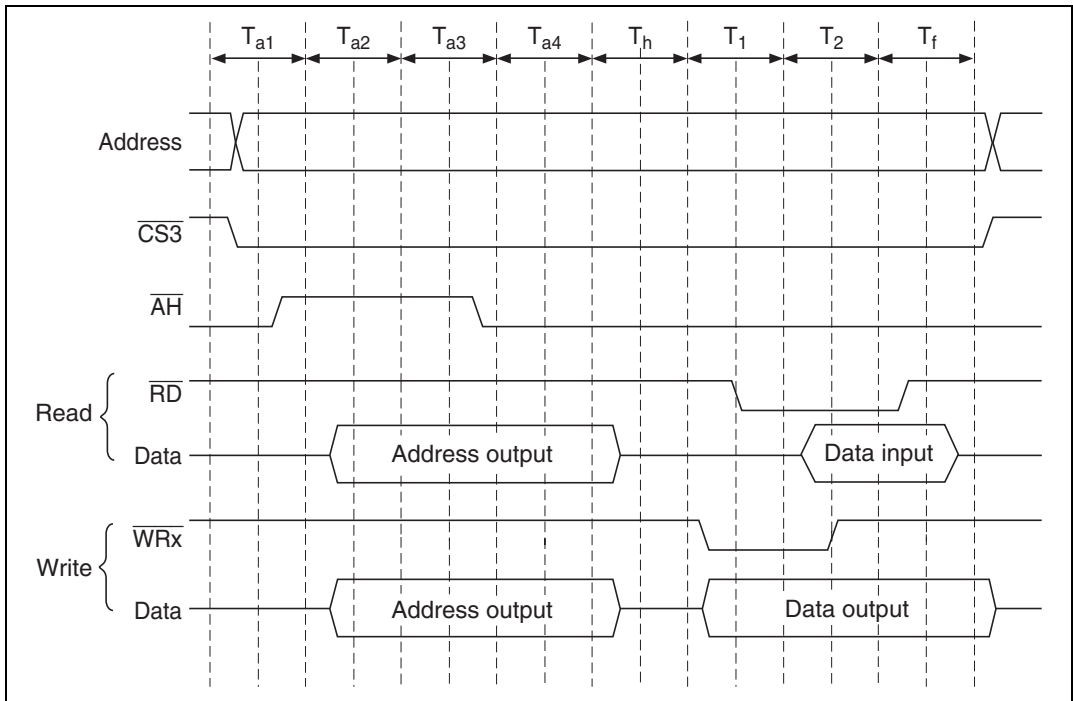 Ta1 Ta2 Ta3 Ta4 Th T1 T2 Tf
Address
CS3
AH
Read
RD
Data Address output Data input
Write
WRx
Data Address output Data output